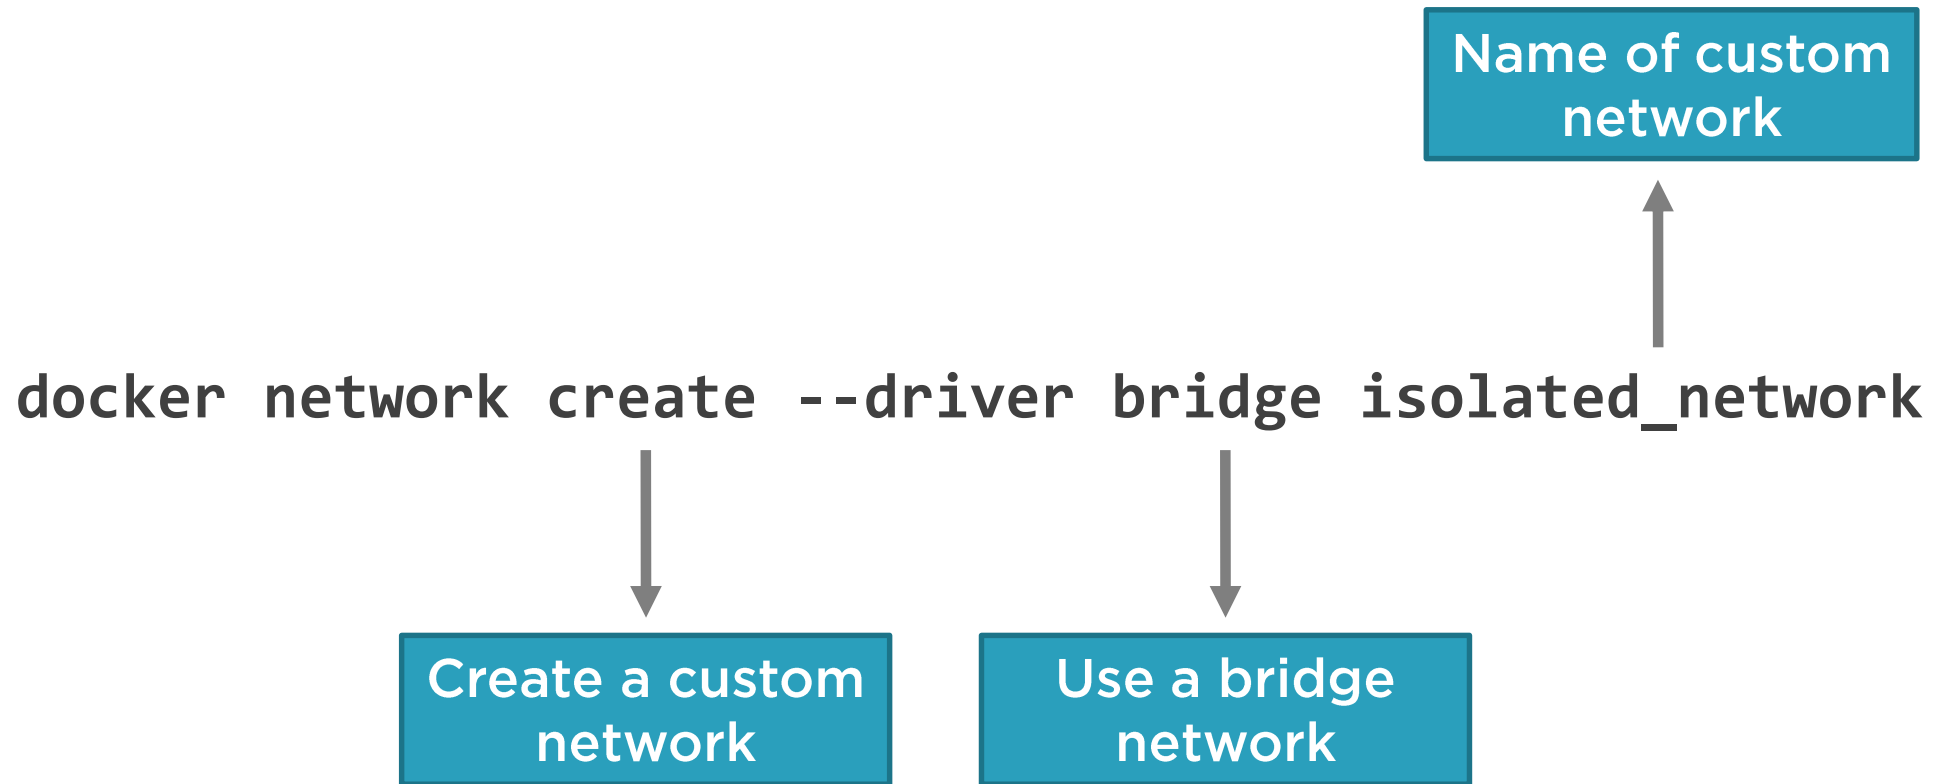 Name of custom
network
docker network create --driver bridge isolated_network
Create a custom
network
Use a bridge
network